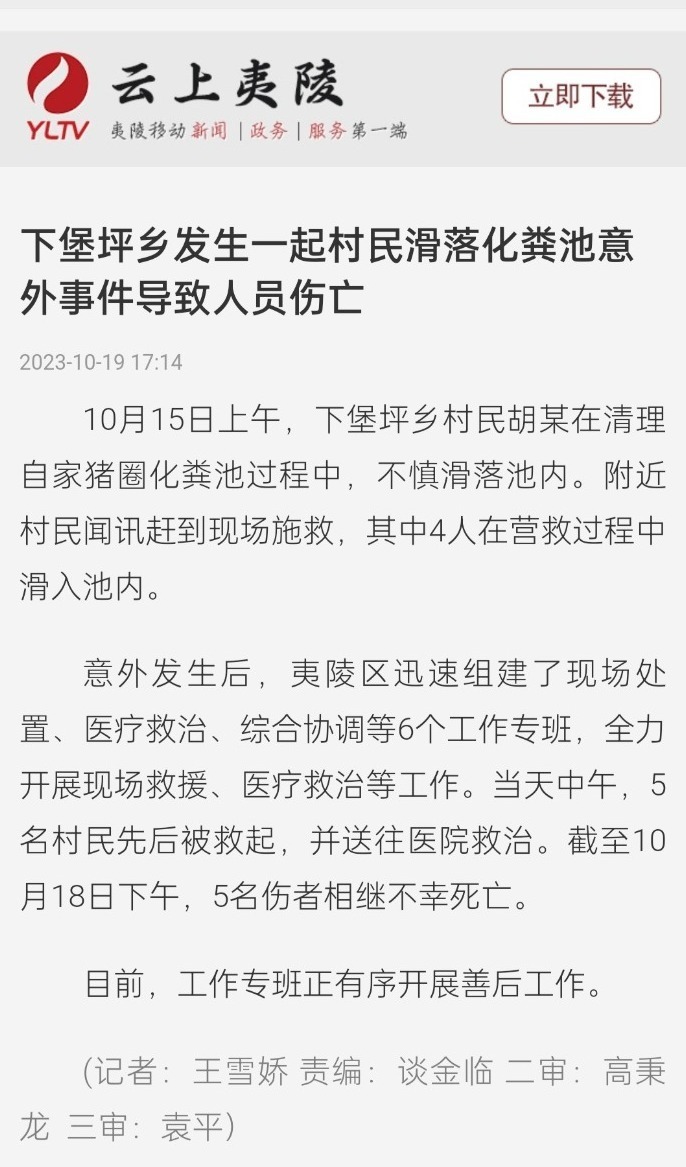 云上夷陵
YLTV
夷陵移动新闻|政务|服务第一端
立即下载
下堡坪乡发生一起村民滑落化粪池意
外事件导致人员伤亡
2023-10-19 17:14
10月15日上午，下堡坪乡村民胡某在清理
自家猪圈化粪池过程中，不慎滑落池内。附近
村民闻讯赶到现场施救，其中4人在营救过程中
滑入池内。
意外发生后，夷陵区迅速组建了现场处
置、医疗救治、综合协调等6个工作专班，全力
开展现场救援、医疗救治等工作。当天中午，5
名村民先后被救起，并送往医院救治。截至10
月18日下午，5名伤者相继不幸死亡。
目前，工作专班正有序开展善后工作。
(记者：王雪娇 责编：谈金临 二审：高秉
龙 三审：袁平）